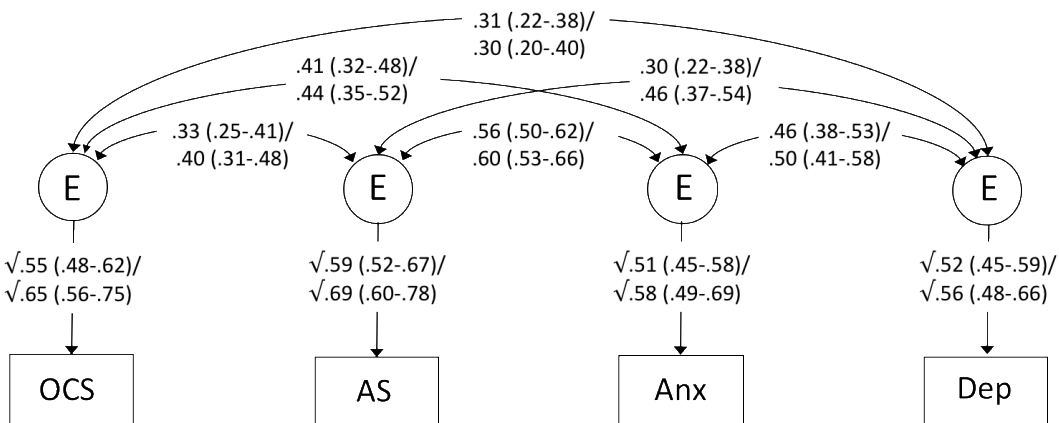 .31 (.22-.38)/
.30 (.20-.40)
.41 (.32-.48)/
.44 (.35-.52)
.30 (.22-.38)/
.46 (.37-.54)
.33 (.25-.41)/
.40 (.31-.48)
.56 (.50-.62)/
.60 (.53-.66)
.46 (.38-.53)/
.50 (.41-.58)
E
E
E
E
√.55 (.48-.62)/
√.65 (.56-.75)
√.59 (.52-.67)/
√.69 (.60-.78)
√.51 (.45-.58)/
√.58 (.49-.69)
√.52 (.45-.59)/
√.56 (.48-.66)
OCS
AS
Anx
Dep